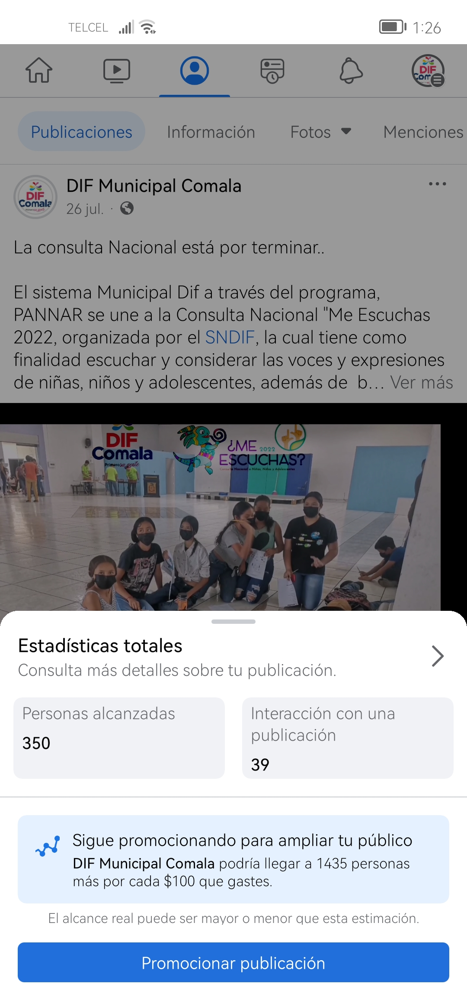 TELCEL 1:26
Publicaciones Información Fotos Menciones
DIF Municipal Comala
26 jul. ·
La consulta Nacional está por terminar..
El sistema Municipal Dif a través del programa,
PANNAR se une a la Consulta Nacional "Me Escuchas
2022, organizada por el SNDIF, la cual tiene como
finalidad escuchar y considerar las voces y expresiones
de niñas, niños y adolescentes, además de b... Ver más
DIF
Comala
Primero su gente
¿ME 2022
ESCUCHAS?
Consulta Nacional a Niñas, Niños y Adolescentes
Estadísticas totales
Consulta más detalles sobre tu publicación.
Personas alcanzadas
350
Interacción con una
publicación
39
Sigue promocionando para ampliar tu público
DIF Municipal Comala podría llegar a 1435 personas
más por cada $100 que gastes.
El alcance real puede ser mayor o menor que esta estimación.
Promocionar publicación